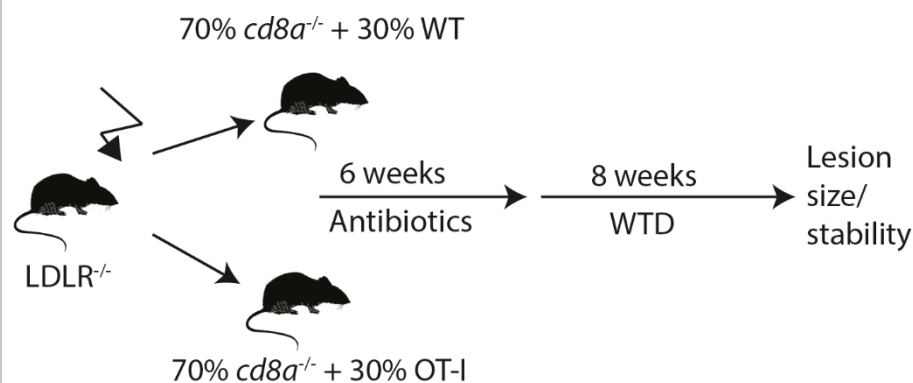 70% cd8a-/- + 30% WT
LDLR-/-
70% cd8a-/- + 30% OT-I
6 weeks
Antibiotics
8 weeks
WTD
Lesion
size/
stability